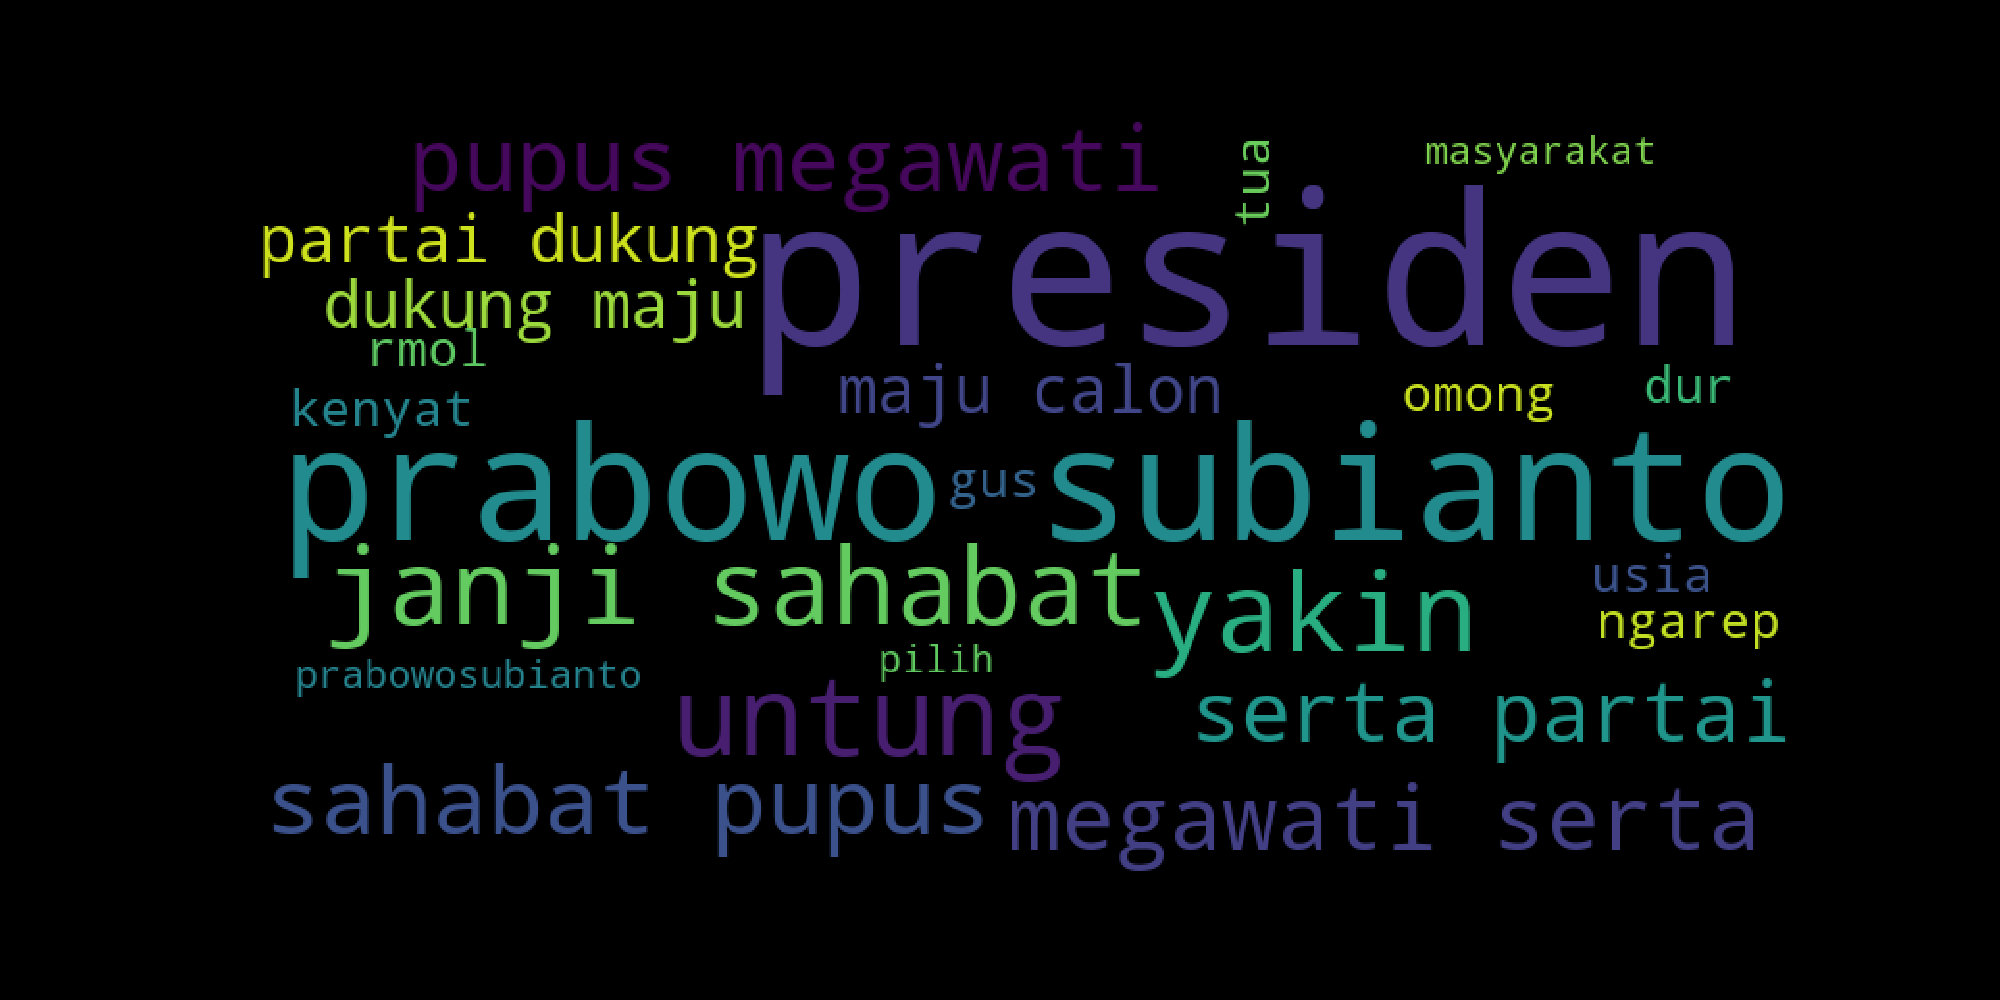 pupus megawati
tua
masyarakat
partai dukung
presiden
dukung maju
rmol
maju calon
omong
dur
kenyat
prabowo subianto
gus
janji sahabat
yakin
usia
ngarep
pilih
prabowosubianto
untung
serta partai
sahabat pupus
megawati serta